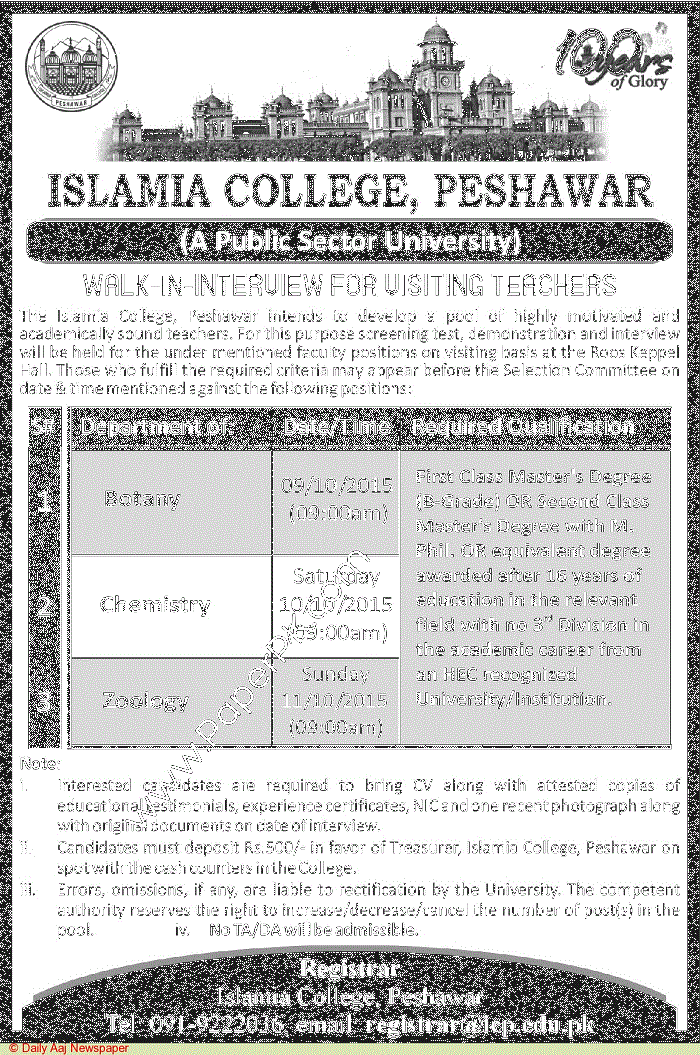 PESHAWAR
100 years
of Glory
ISLAMIA COLLEGE, PESHAWAR
(A Public Sector University)
WALK-IN-INTERVIEW FOR VISITING TEACHERS
The Islamia College, Peshawar intends to develop a pool of highly motivated and
academically sound teachers. For this purpose screening test, demonstration and interview
will be held for the under mentioned faculty positions on visiting basis at the Roos Keppel
Hall. Those who fulfill the required criteria may appear before the Selection Committee on
date & time mentioned against the following positions:
S# Department of Date/Time Required Qualification
1 Botany 09/10/2015
(09:00am)
First Class Master's Degree
(B-Grade) OR Second Class
Master's Degree with M.
Phil. OR equivalent degree
awarded after 16 years of
education in the relevant
field with no 3rd Division in
the academic career from
an HEC recognized
University/Institution.
2 Chemistry Saturday
10/10/2015
(09:00am)
3 Zoology Sunday
11/10/2015
(09:00am)
Note:
i. Interested candidates are required to bring CV along with attested copies of
educational testimonials, experience certificates, NIC and one recent photograph along
with original documents on date of interview.
ii. Candidates must deposit Rs.500/- in favor of Treasurer, Islamia College, Peshawar on
spot with the cash counters in the College.
iii. Errors, omissions, if any, are liable to rectification by the University. The competent
authority reserves the right to increase/decrease/cancel the number of post(s) in the
pool. iv. No TA/DA will be admissible.
Registrar
Islamia College, Peshawar
Tel 091-9222036 email registrar@icp.edu.pk
© Daily Aaj Newspaper